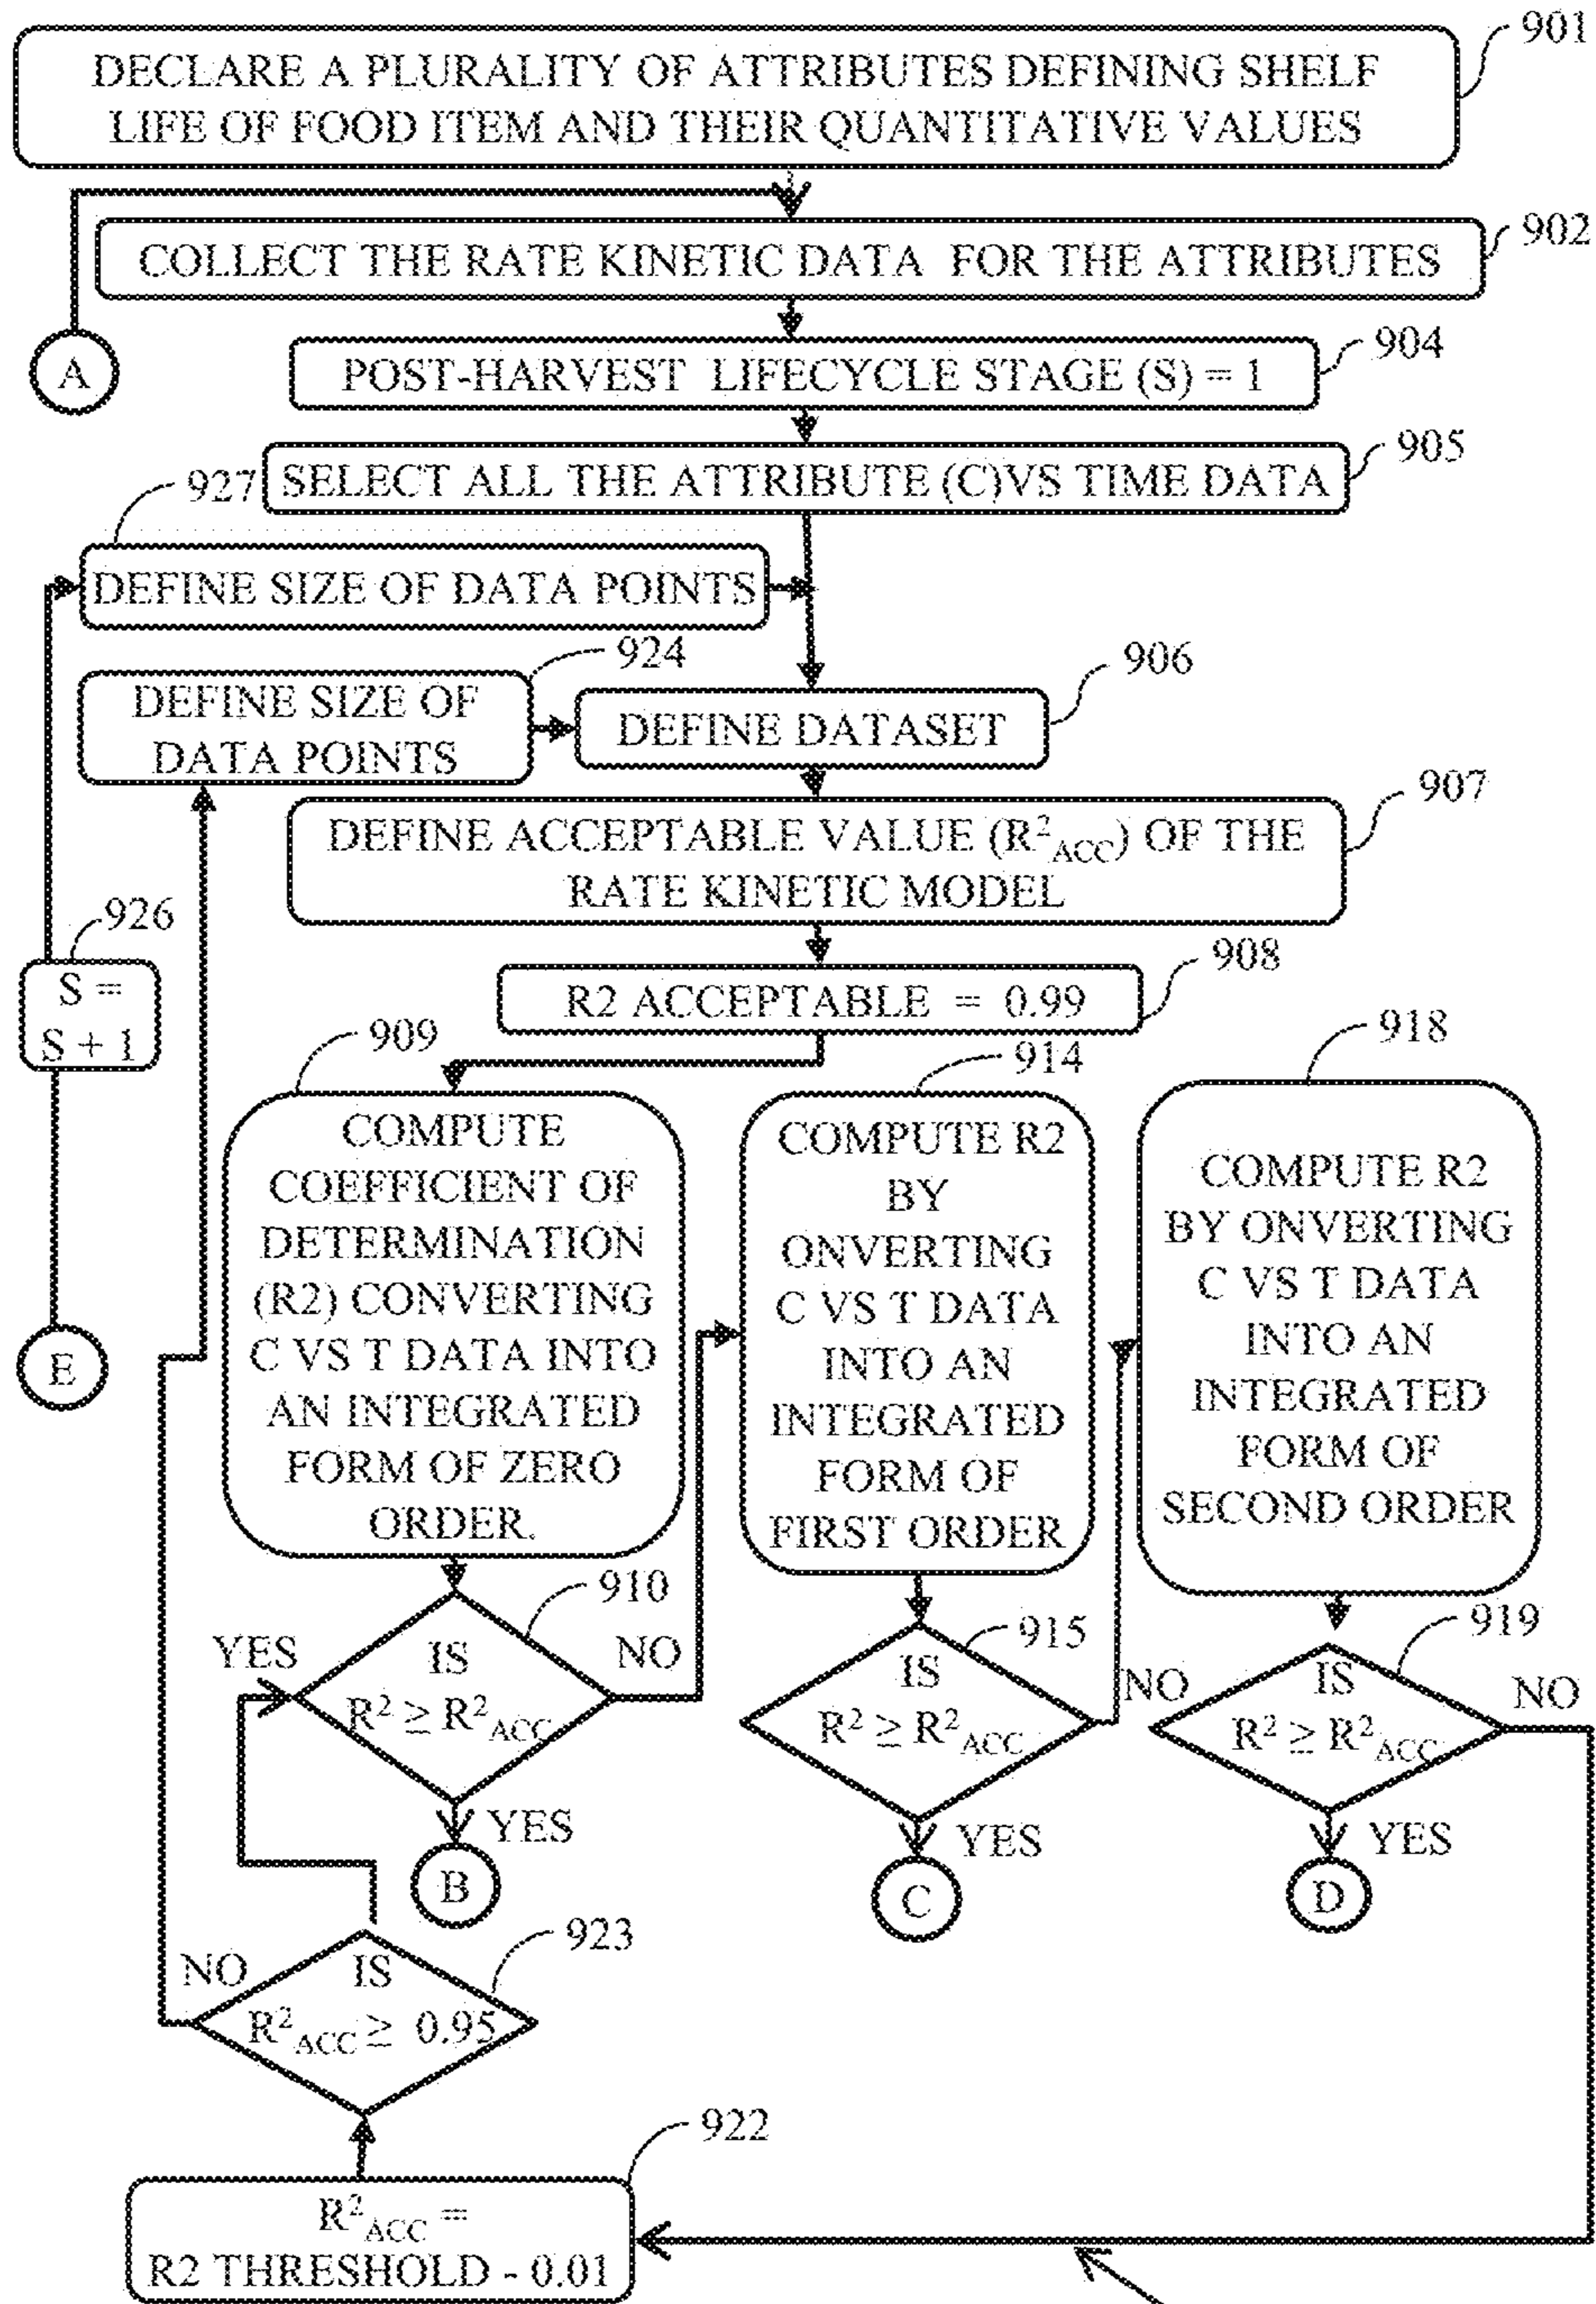 901
DECLARE A PLURALITY OF ATTRIBUTES DEFINING SHELF
LIFE OF FOOD ITEM AND THEIR QUANTITATIVE VALUES
902
COLLECT THE RATE KINETIC DATA FOR THE ATTRIBUTES
A
904
POST-HARVEST LIFECYCLE STAGE (S) = 1
905
SELECT ALL THE ATTRIBUTE (C)VS TIME DATA
927
DEFINE SIZE OF DATA POINTS
924
DEFINE SIZE OF
DATA POINTS
906
DEFINE DATASET
907
DEFINE ACCEPTABLE VALUE (R²ACC) OF THE
RATE KINETIC MODEL
926
S =
S + 1
908
R2 ACCEPTABLE = 0.99
E
909
COMPUTE
COEFFICIENT OF
DETERMINATION
(R2) CONVERTING
C VS T DATA INTO
AN INTEGRATED
FORM OF ZERO
ORDER.
914
COMPUTE R2
BY
ONVERTING
C VS T DATA
INTO AN
INTEGRATED
FORM OF
FIRST ORDER
918
COMPUTE R2
BY ONVERTING
C VS T DATA
INTO AN
INTEGRATED
FORM OF
SECOND ORDER
910
YES
IS
R² ≥ R²ACC
NO
YES
B
915
IS
R² ≥ R²ACC
NO
YES
C
919
IS
R² ≥ R²ACC
NO
YES
D
923
NO
IS
R²ACC ≥ 0.95
922
R²ACC =
R2 THRESHOLD - 0.01